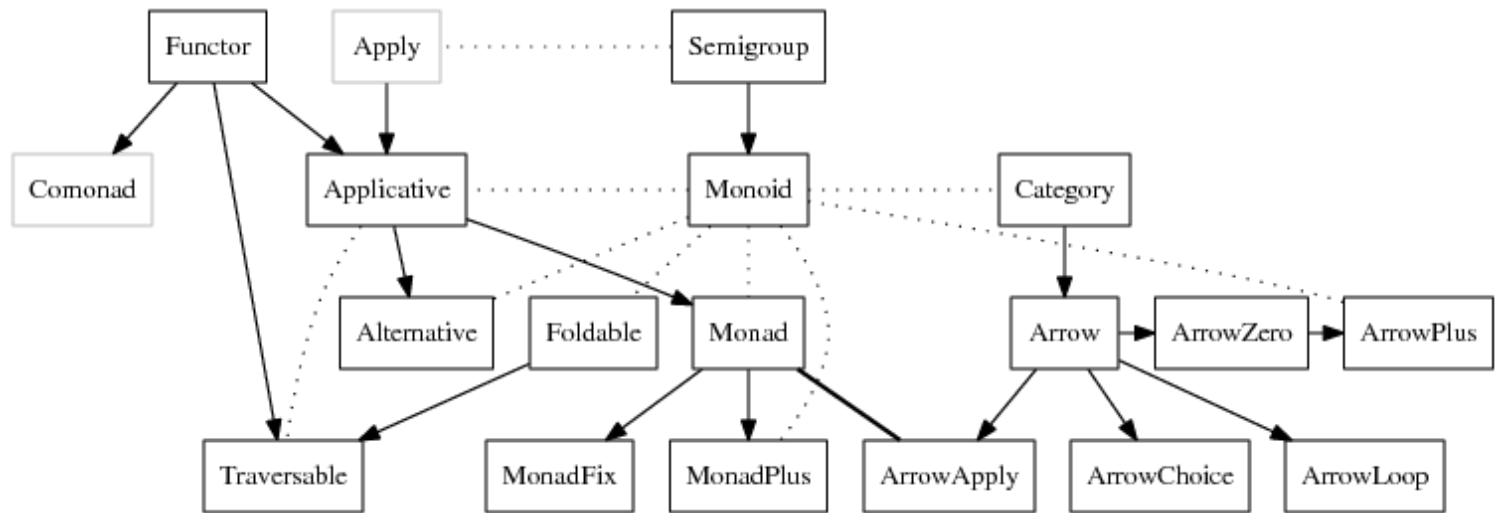 Functor
Apply
Semigroup
Comonad
Applicative
Monoid
Category
Alternative
Foldable
Monad
Arrow
ArrowZero
ArrowPlus
Traversable
MonadFix
MonadPlus
ArrowApply
ArrowChoice
ArrowLoop